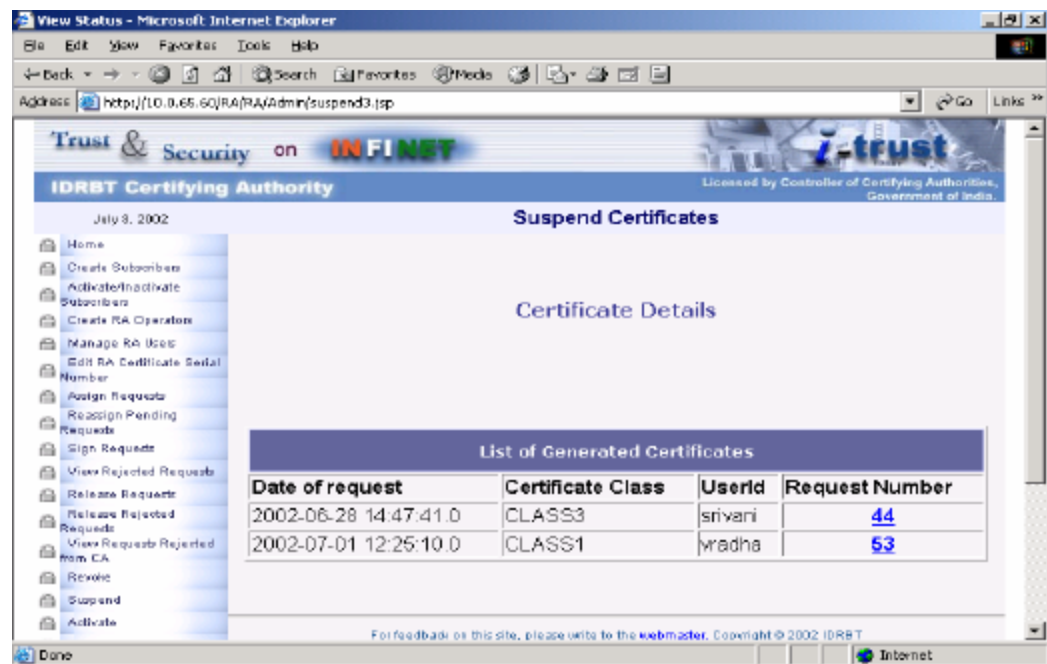 View Status - Microsoft Internet Explorer
File Edit View Favorites Tools Help
Back Search Favorites Media
Address http://10.0.65.60/RA/RA/Admin/suspend3.jsp Go Links »
Trust & Security on INFINET
i-trust
IDRBT Certifying Authority
Licensed by Controller of Certifying Authorities,
Government of India.
July 3, 2002
Suspend Certificates
Home
Create Subscribers
Activate/Inactivate
Subscribers
Create RA Operators
Manage RA Users
Edit RA Certificate Serial
Number
Assign Requests
Reassign Pending
Requests
Sign Requests
View Rejected Requests
Release Requests
Release Rejected
Requests
View Requests Rejected
from CA
Revoke
Suspend
Activate
Certificate Details
List of Generated Certificates
Date of request Certificate Class UserId Request Number
2002-06-28 14:47:41.0 CLASS3 srivani 44
2002-07-01 12:25:10.0 CLASS1 vradha 53
For feedback on this site, please write to the webmaster. Copyright © 2002 IDRBT
Done Internet